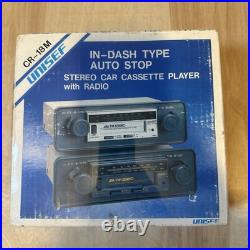 CR-18M
UNISEF
IN-DASH TYPE
AUTO STOP
STEREO CAR CASSETTE PLAYER
with RADIO
UNISEF